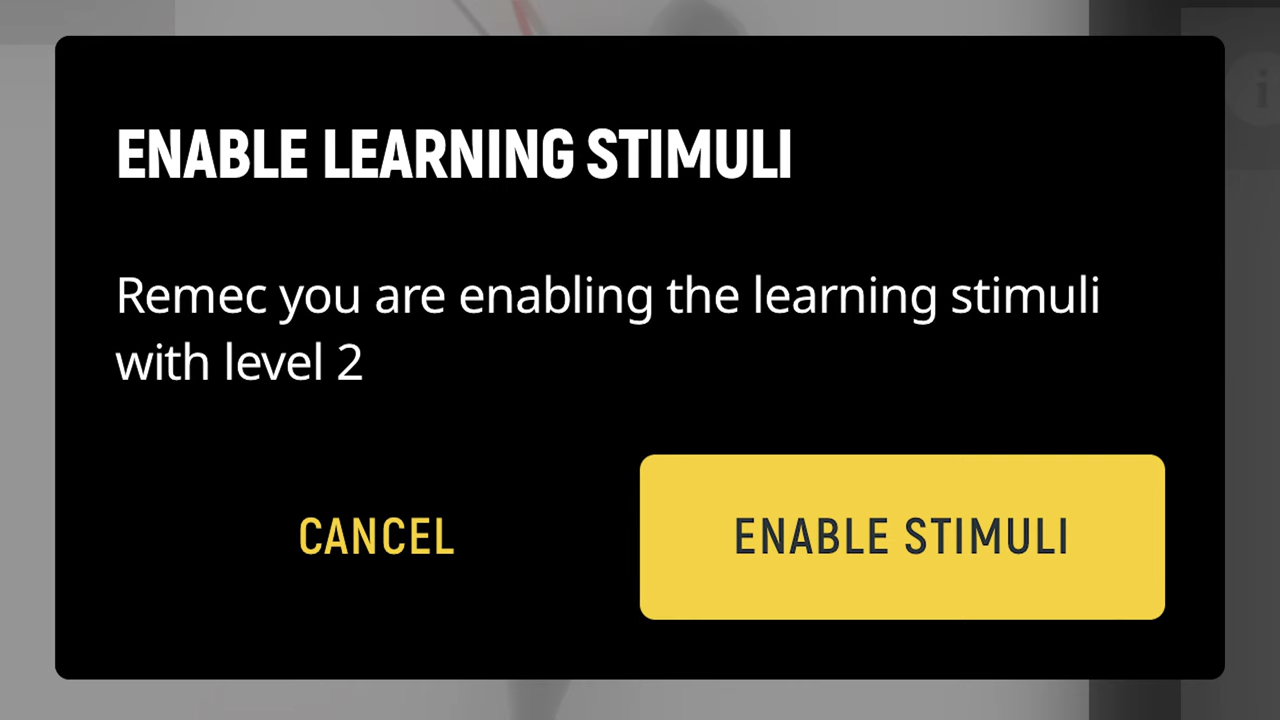 ENABLE LEARNING STIMULI
Remec you are enabling the learning stimuli
with level 2
CANCEL
ENABLE STIMULI
i